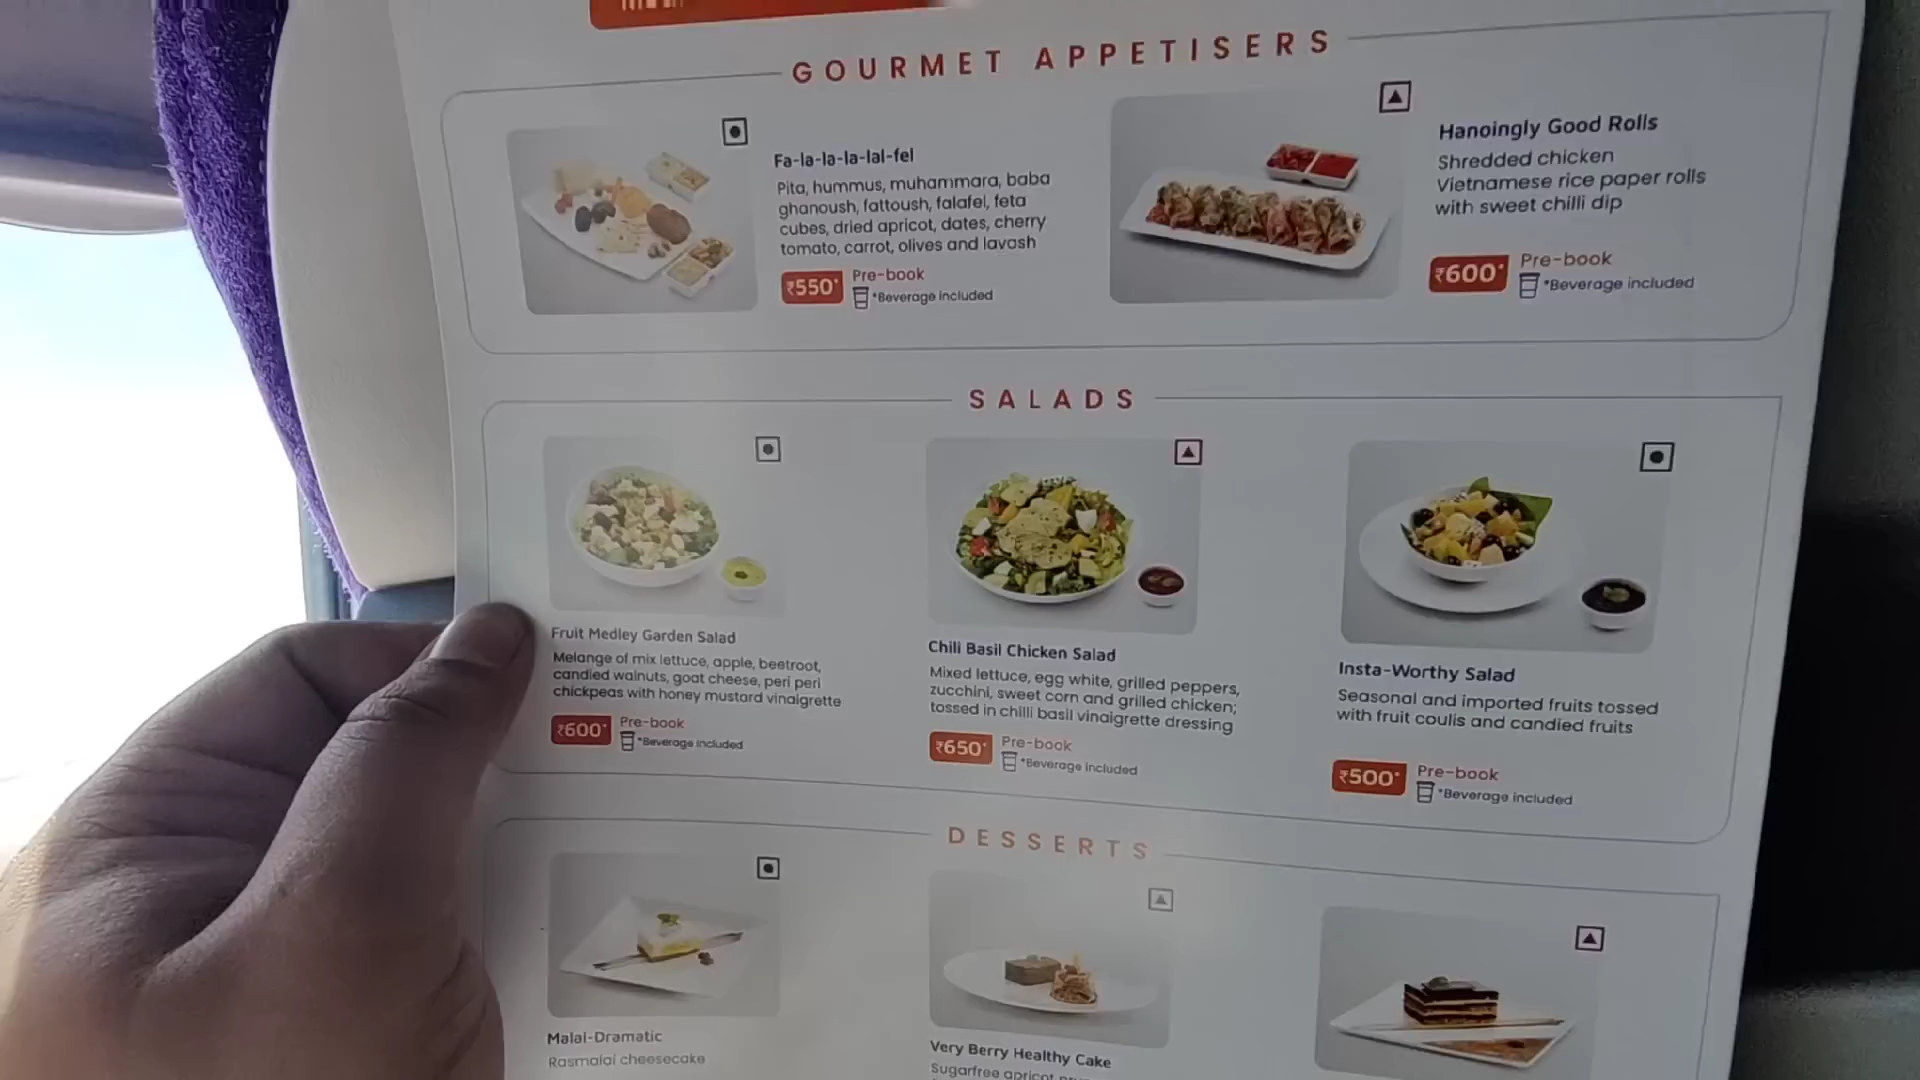 GOURMET APPETISERS
Fa-la-la-la-lal-fel
Pita, hummus, muhammara, baba
ghanoush, fattoush, falafel, feta
cubes, dried apricot, dates, cherry
tomato, carrot, olives and lavash
₹550* Pre-book
*Beverage included
Hanoingly Good Rolls
Shredded chicken
Vietnamese rice paper rolls
with sweet chilli dip
₹600* Pre-book
*Beverage included
SALADS
Fruit Medley Garden Salad
Melange of mix lettuce, apple, beetroot,
candied walnuts, goat cheese, peri peri
chickpeas with honey mustard vinaigrette
₹600* Pre-book
*Beverage included
Chili Basil Chicken Salad
Mixed lettuce, egg white, grilled peppers,
zucchini, sweet corn and grilled chicken;
tossed in chilli basil vinaigrette dressing
₹650* Pre-book
*Beverage included
Insta-Worthy Salad
Seasonal and imported fruits tossed
with fruit coulis and candied fruits
₹500* Pre-book
*Beverage included
DESSERTS
Malai-Dramatic
Rasmalai cheesecake
Very Berry Healthy Cake
Sugarfree apricot